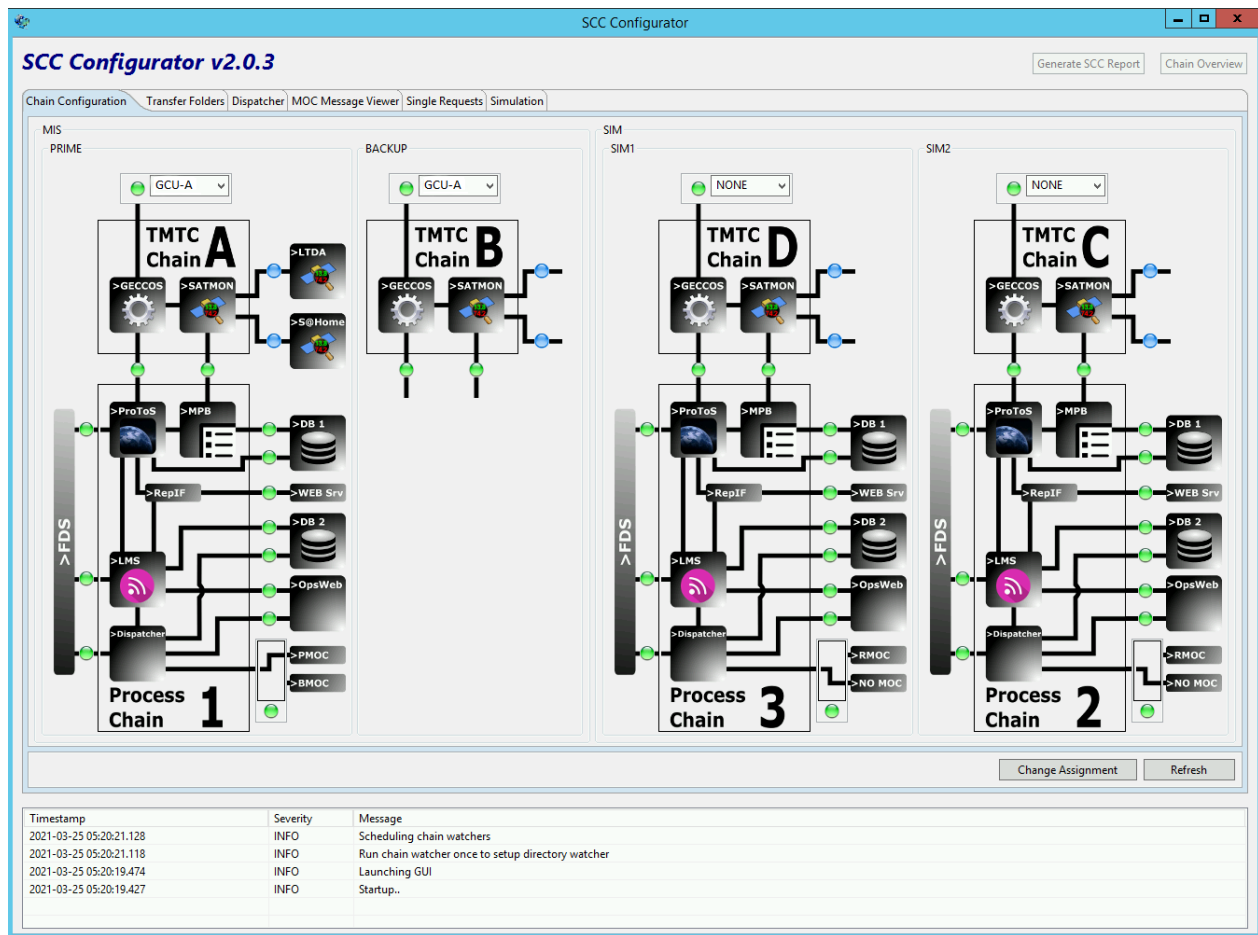 SCC Configurator
SCC Configurator v2.0.3
Generate SCC Report
Chain Overview
Chain Configuration
Transfer Folders
Dispatcher
MOC Message Viewer
Single Requests
Simulation
MIS
PRIME
GCU-A
TMTC
Chain A
>GECCOS
>SATMON
>LTDA
>S@Home
>FDS
>ProToS
>MPB
>DB 1
>RepIF
>WEB Srv
>DB 2
>LMS
>OpsWeb
>Dispatcher
>PMOC
>BMOC
Process
Chain 1
BACKUP
GCU-A
TMTC
Chain B
>GECCOS
>SATMON
SIM
SIM1
NONE
TMTC
Chain D
>GECCOS
>SATMON
>FDS
>ProToS
>MPB
>DB 1
>RepIF
>WEB Srv
>DB 2
>LMS
>OpsWeb
>Dispatcher
>RMOC
>NO MOC
Process
Chain 3
SIM2
NONE
TMTC
Chain C
>GECCOS
>SATMON
>FDS
>ProToS
>MPB
>DB 1
>RepIF
>WEB Srv
>DB 2
>LMS
>OpsWeb
>Dispatcher
>RMOC
>NO MOC
Process
Chain 2
Change Assignment
Refresh
Timestamp Severity Message
2021-03-25 05:20:21.128 INFO Scheduling chain watchers
2021-03-25 05:20:21.118 INFO Run chain watcher once to setup directory watcher
2021-03-25 05:20:19.474 INFO Launching GUI
2021-03-25 05:20:19.427 INFO Startup..